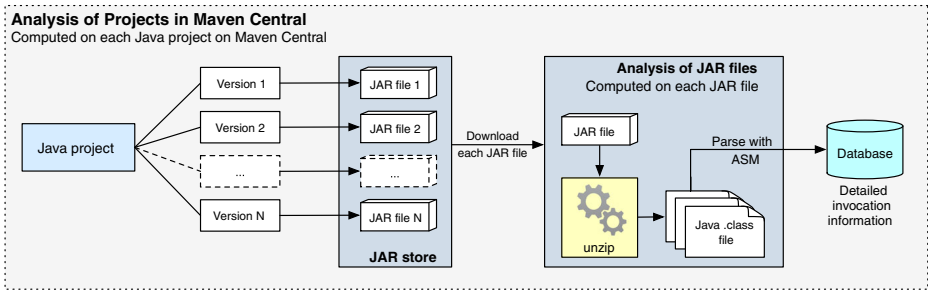 Analysis of Projects in Maven Central
Computed on each Java project on Maven Central
Java project
Version 1
Version 2
...
Version N
JAR file 1
JAR file 2
...
JAR file N
JAR store
Download
each JAR file
Analysis of JAR files
Computed on each JAR file
JAR file
unzip
Java .class
file
Parse with
ASM
Database
Detailed
invocation
information